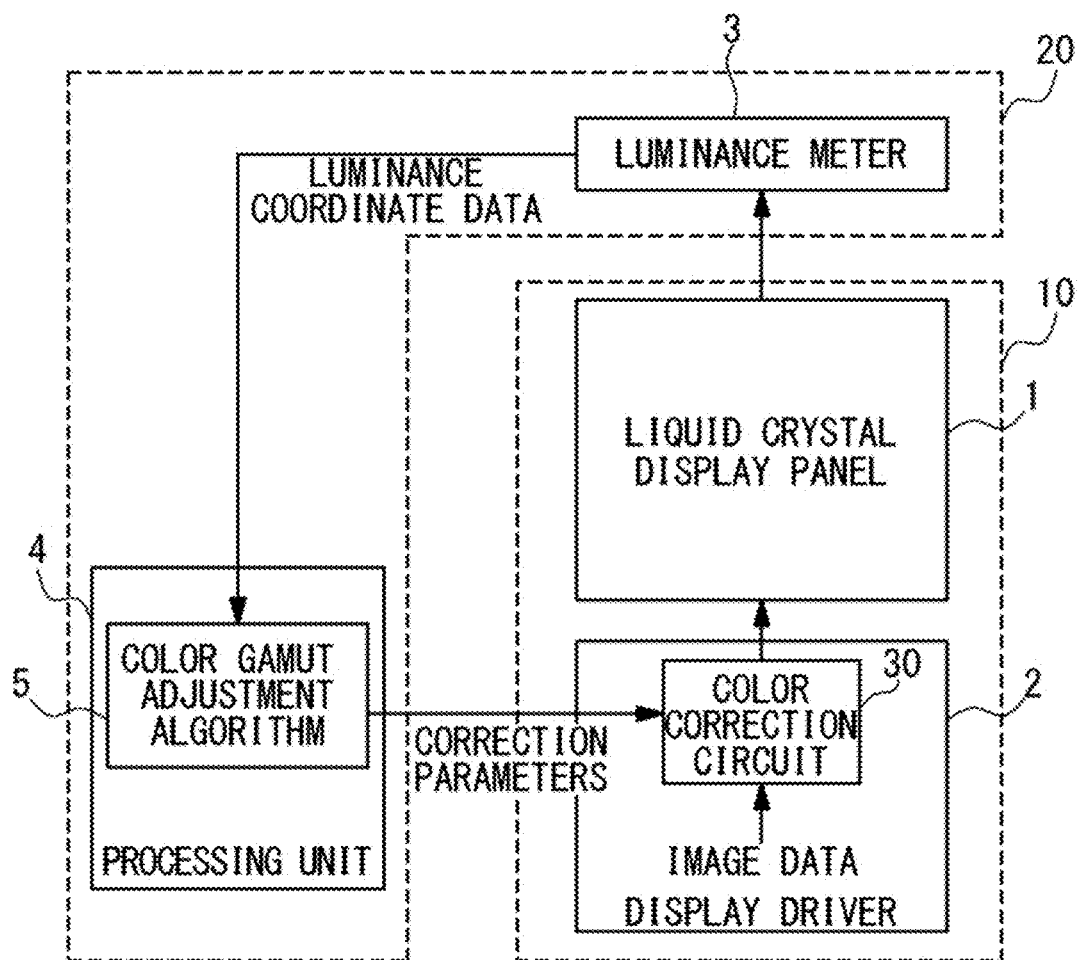 3
20
LUMINANCE METER
LUMINANCE
COORDINATE DATA
10
1
LIQUID CRYSTAL
DISPLAY PANEL
4
5
COLOR GAMUT
ADJUSTMENT
ALGORITHM
PROCESSING UNIT
CORRECTION
PARAMETERS
30
2
COLOR
CORRECTION
CIRCUIT
IMAGE DATA
DISPLAY DRIVER